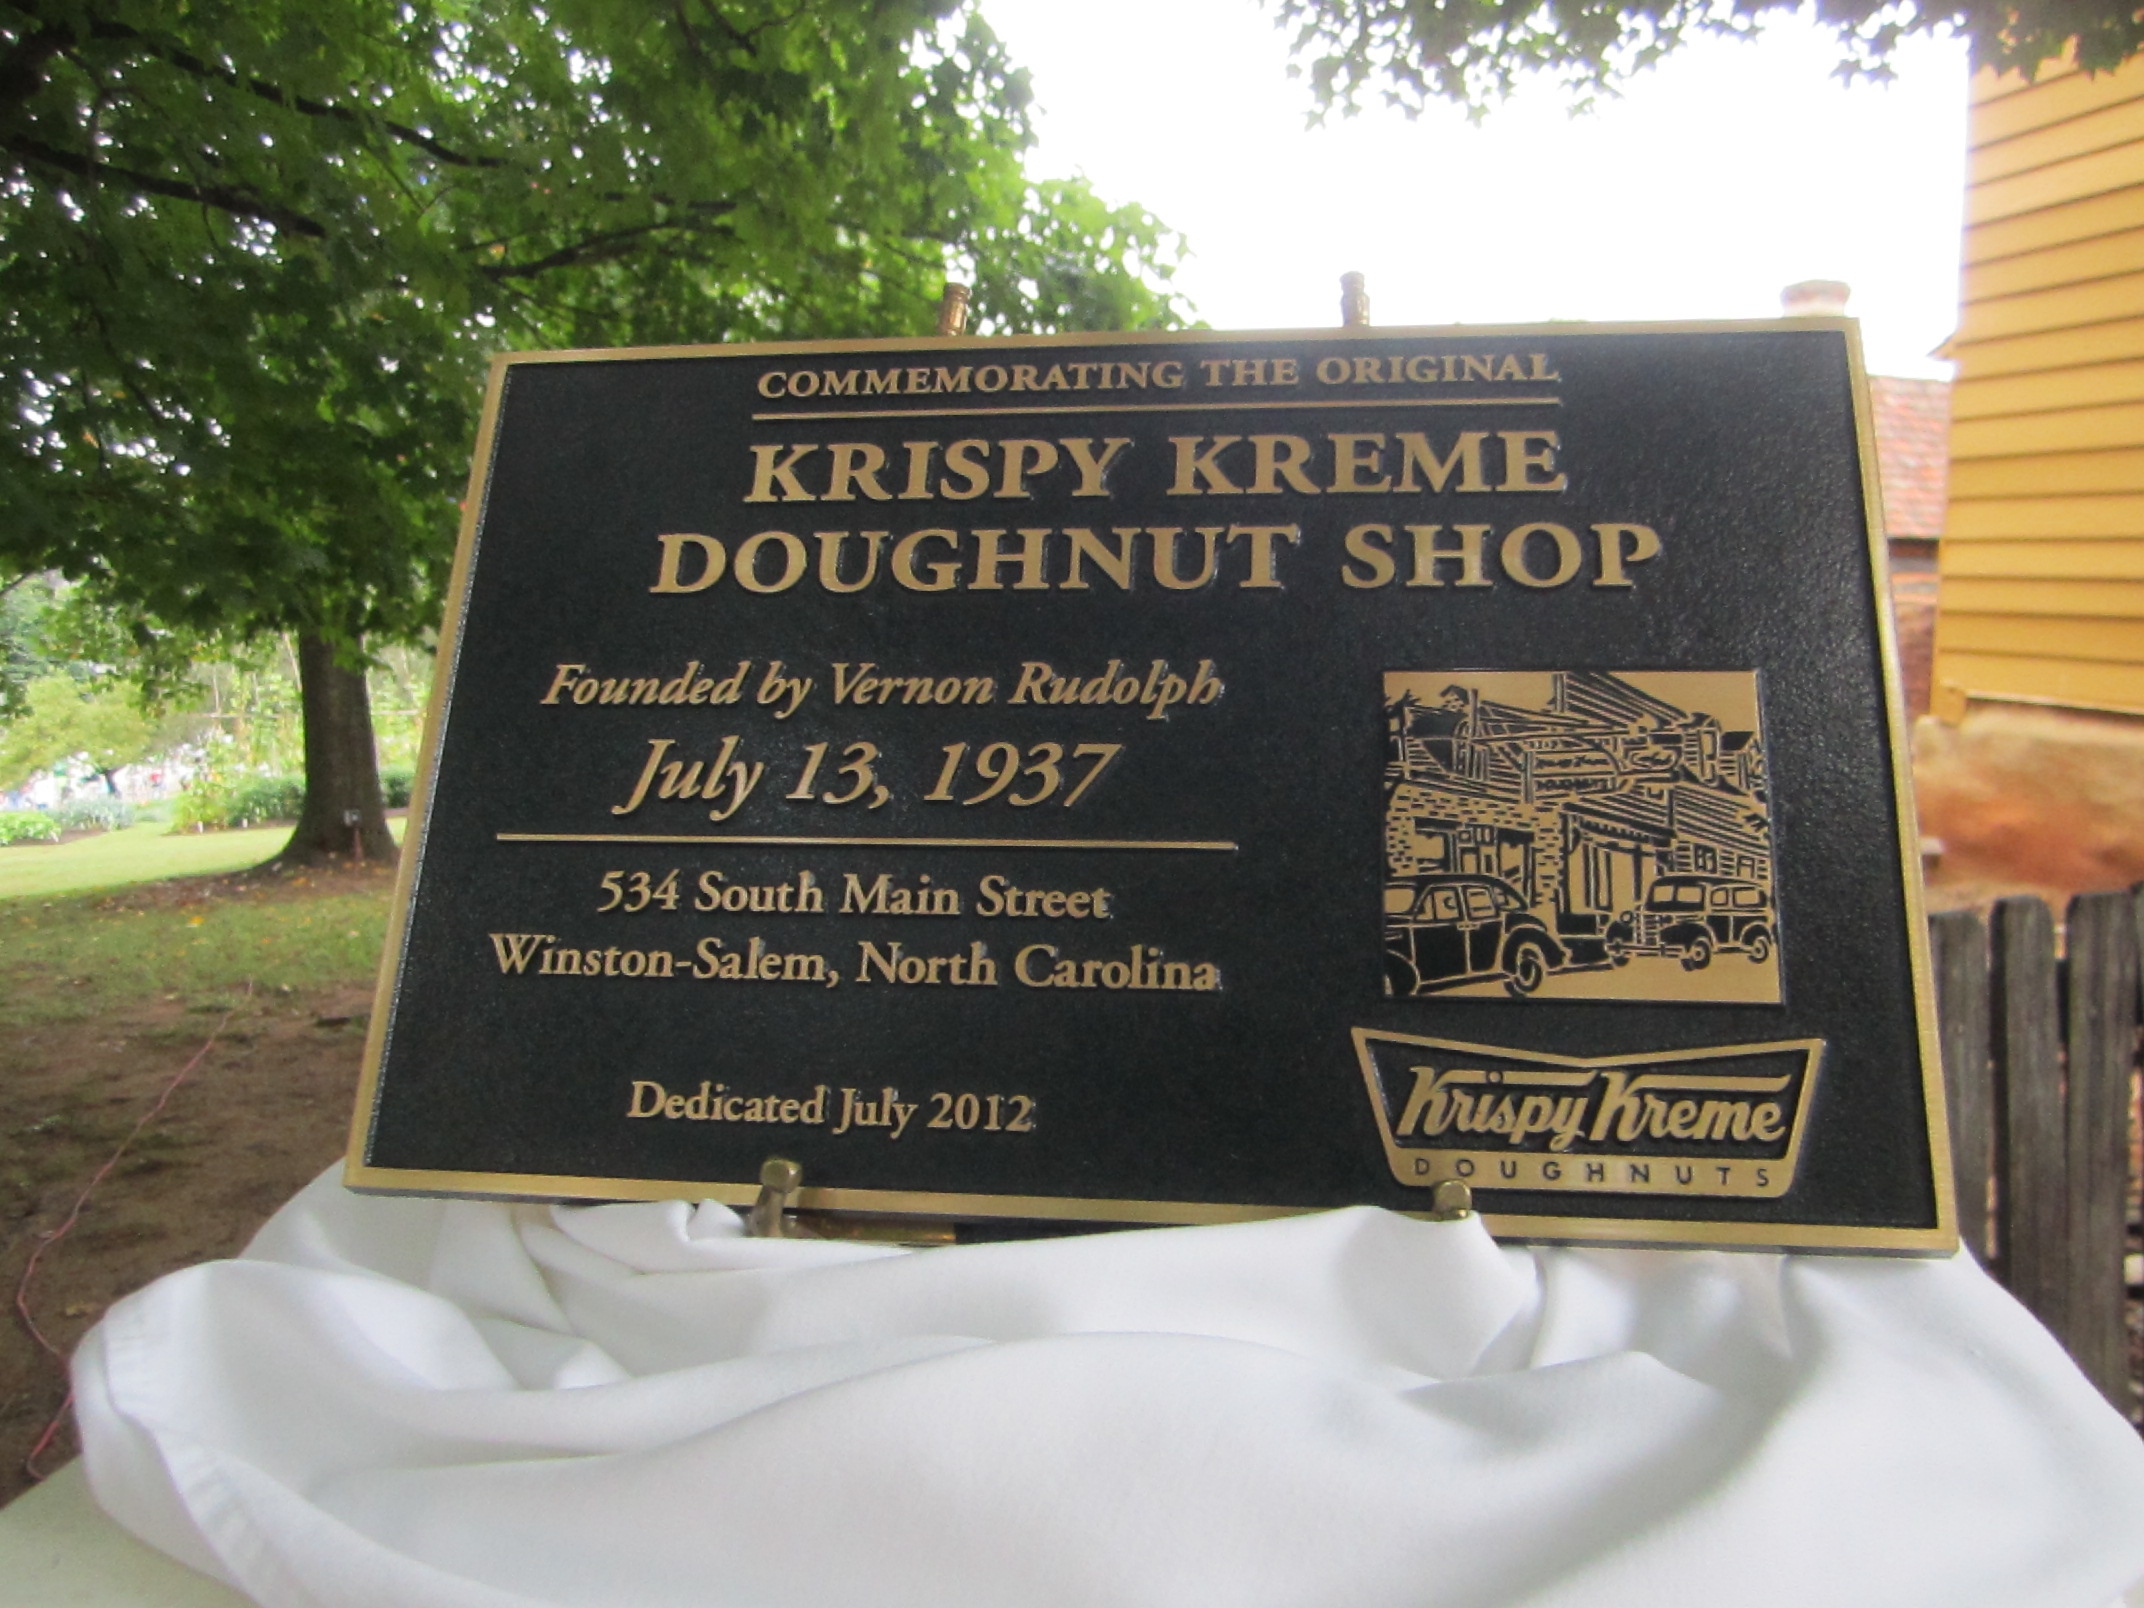 COMMEMORATING THE ORIGINAL
KRISPY KREME
DOUGHNUT SHOP
Founded by Vernon Rudolph
July 13, 1937
534 South Main Street
Winston-Salem, North Carolina
Dedicated July 2012
Krispy Kreme
DOUGHNUTS